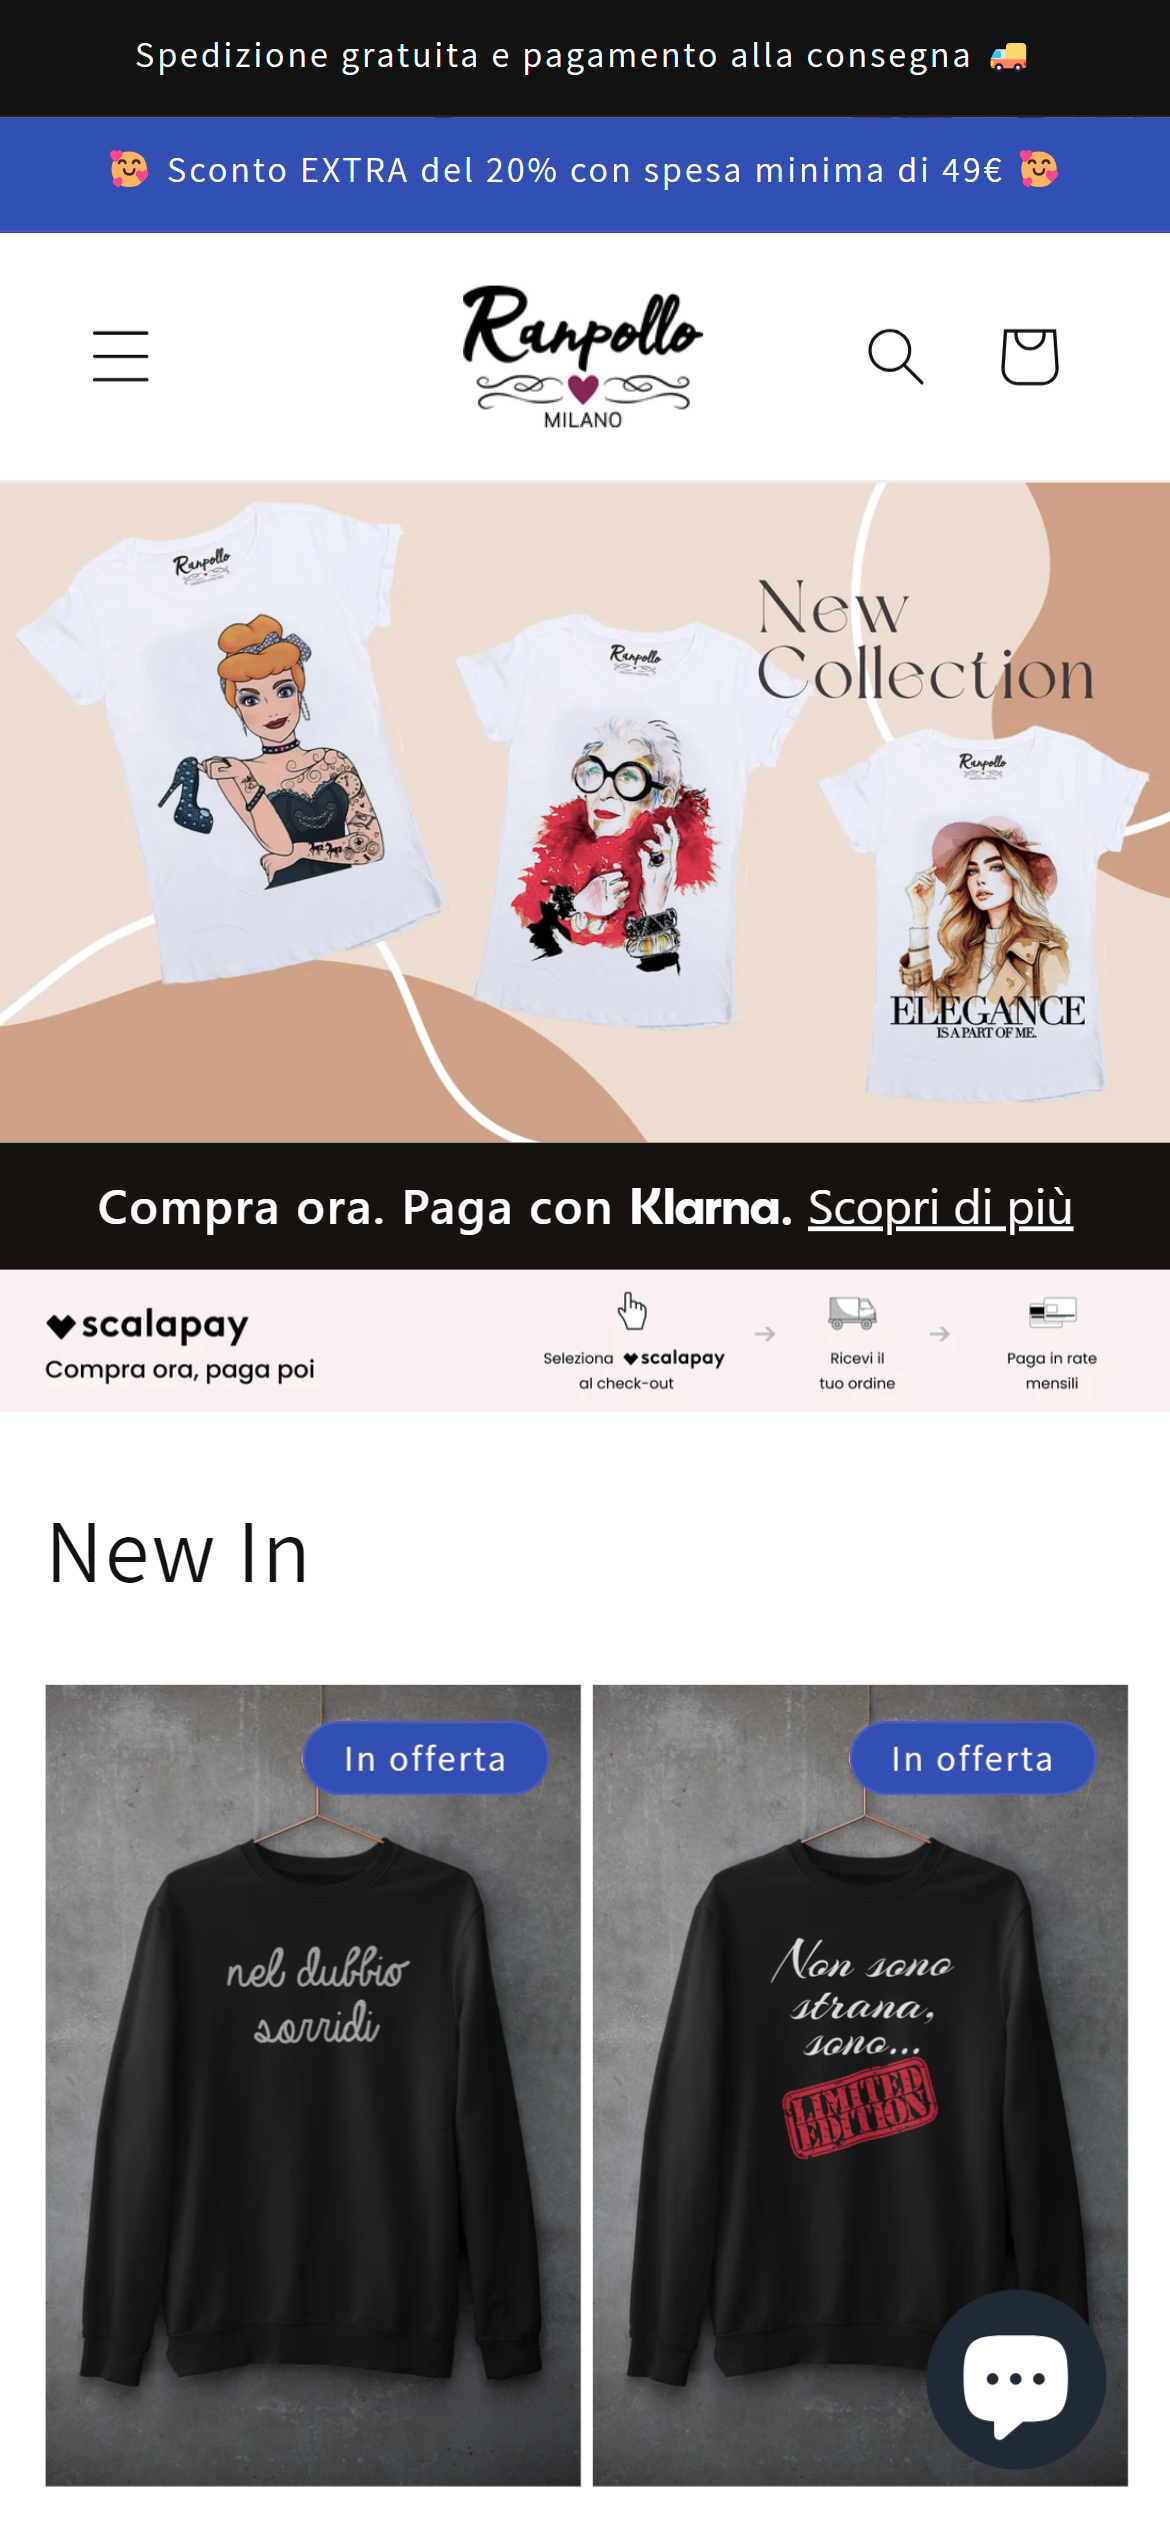 Spedizione gratuita e pagamento alla consegna 🚚
🥰 Sconto EXTRA del 20% con spesa minima di 49€ 🥰
Ranpollo
MILANO
Ranpollo
New
Collection
Ranpollo
Ranpollo
ELEGANCE
IS A PART OF ME.
Compra ora. Paga con Klarna. Scopri di più
scalapay
Compra ora, paga poi
Seleziona scalapay
al check-out
Ricevi il
tuo ordine
Paga in rate
mensili
New In
In offerta
In offerta
nel dubbio
sorridi
Non sono
strana,
sono...
LIMITED
EDITION